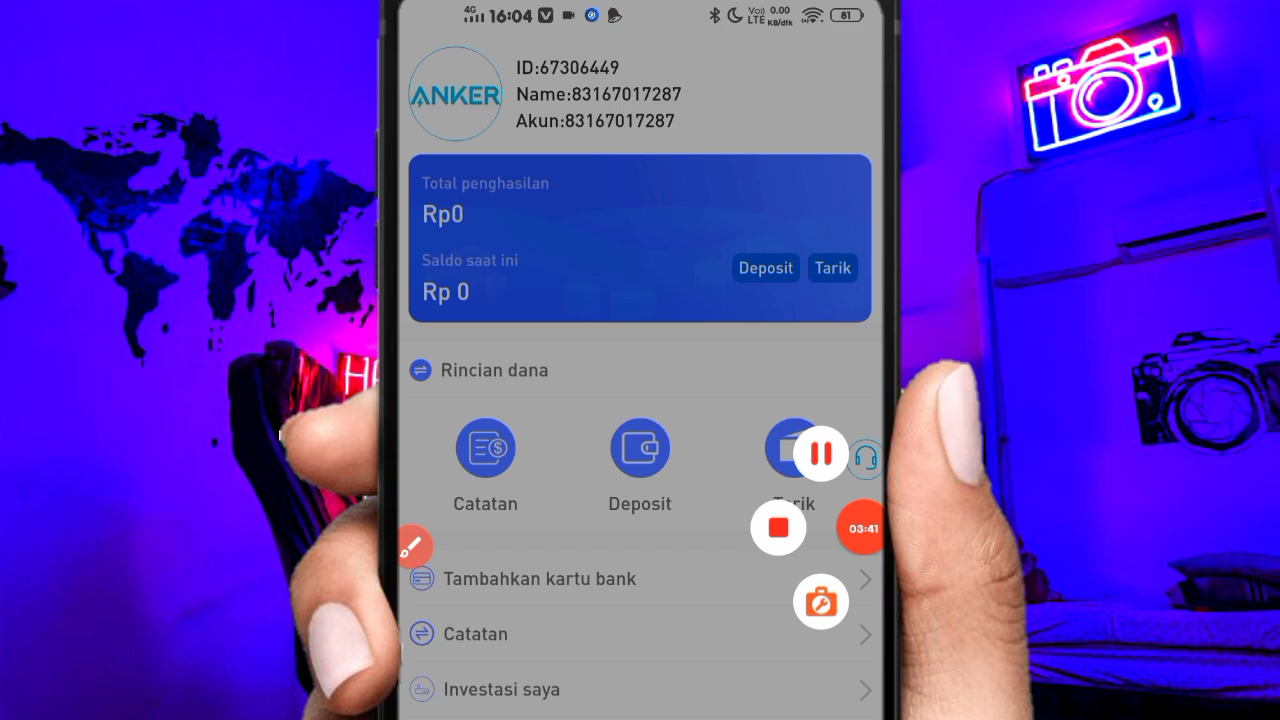 4G 16:04 Vo)) LTE 0.00 KB/dtk 81
ANKER
ID:67306449
Name:83167017287
Akun:83167017287
Total penghasilan
Rp0
Saldo saat ini
Rp 0
Deposit
Tarik
Rincian dana
Catatan
Deposit
03:41
Tambahkan kartu bank
Catatan
Investasi saya